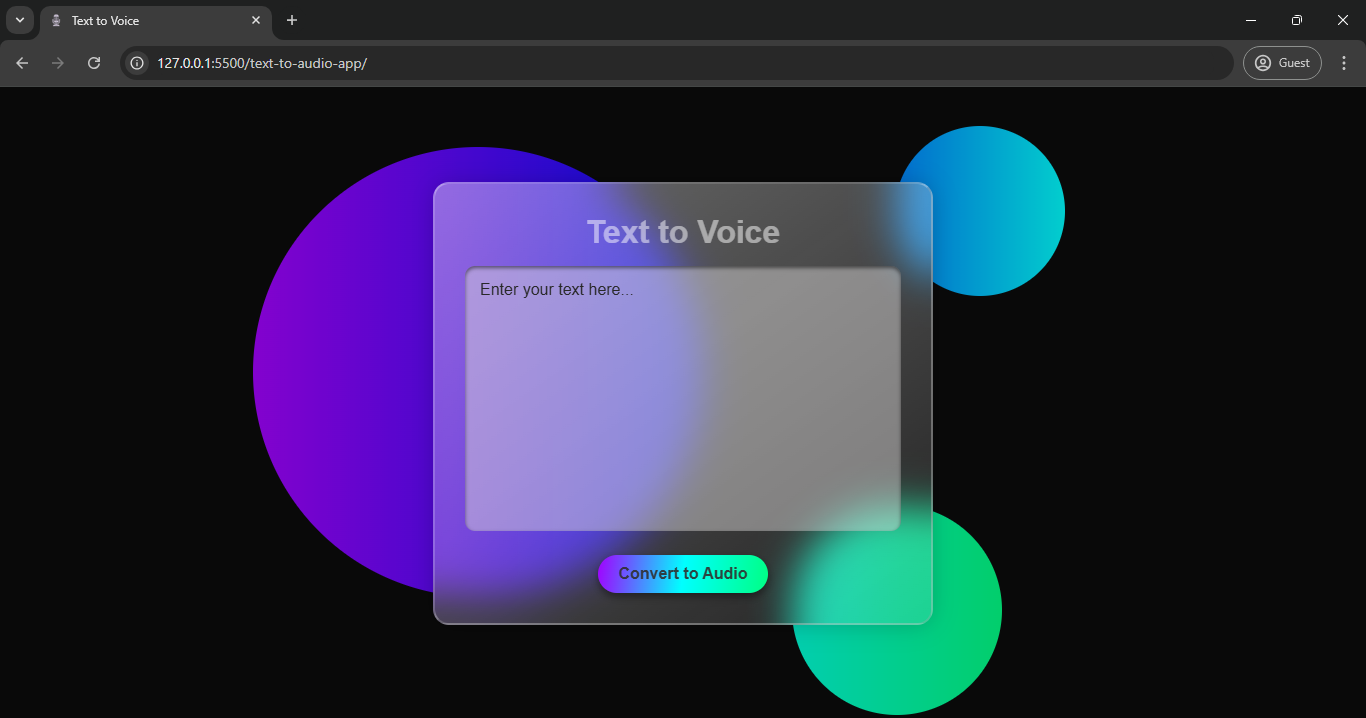 Text to Voice
127.0.0.1:5500/text-to-audio-app/
Guest
Text to Voice
Enter your text here...
Convert to Audio